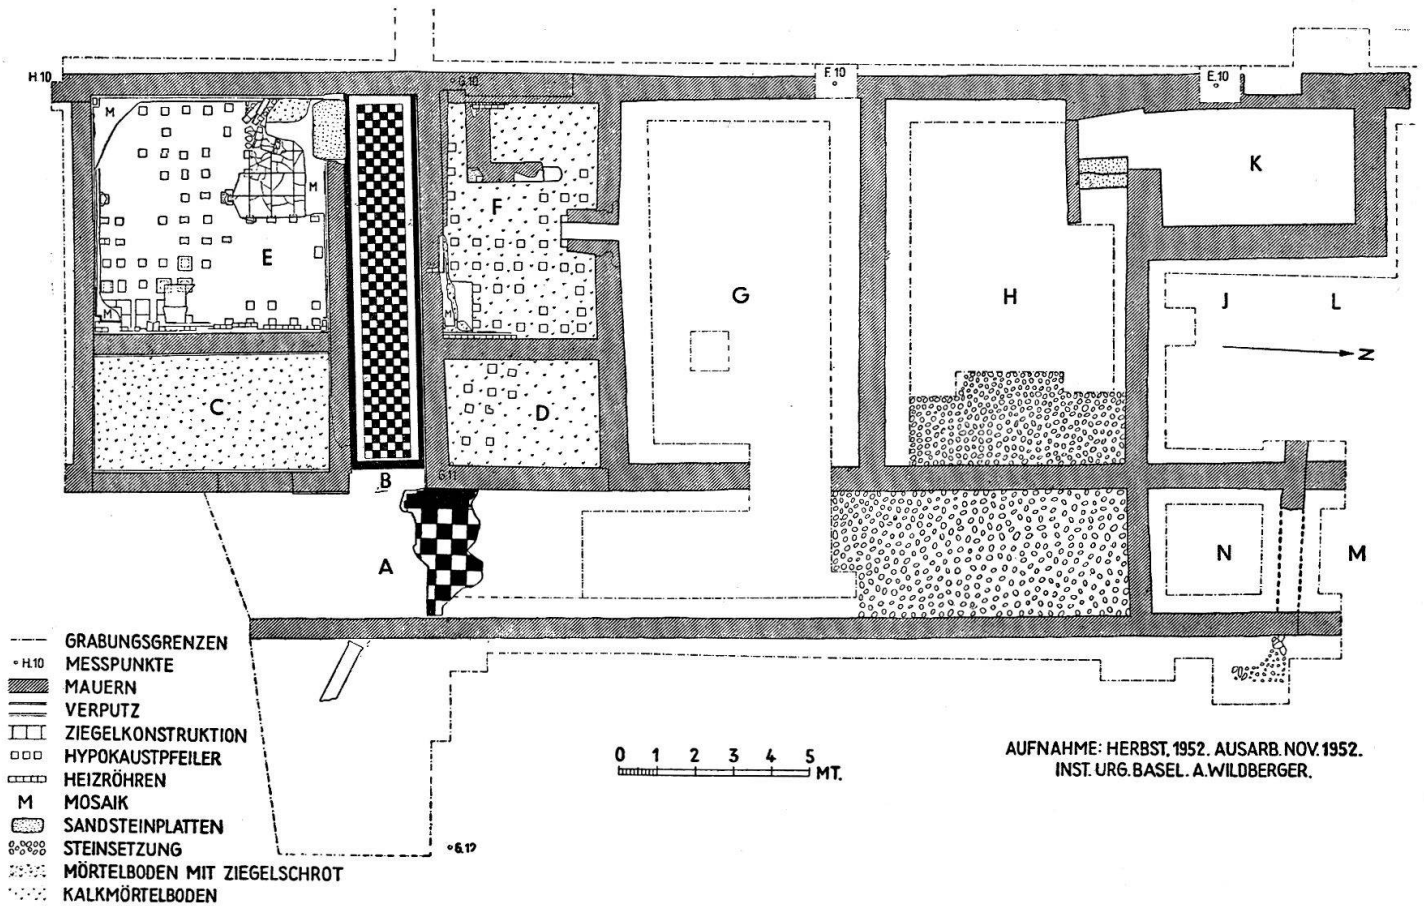 H.10
G.10
F.10
E.10
M
M
K
F
E
G
H
J
L
N
M
M
C
D
G.11
B
A
N
M
GRABUNGSGRENZEN
H.10 MESSPUNKTE
MAUERN
VERPUTZ
ZIEGELKONSTRUKTION
HYPOKAUSTPFEILER
HEIZRÖHREN
M MOSAIK
SANDSTEINPLATTEN
STEINSETZUNG
MÖRTELBODEN MIT ZIEGELSCHROT
KALKMÖRTELBODEN
0 1 2 3 4 5 MT.
AUFNAHME: HERBST. 1952. AUSARB. NOV. 1952.
INST. URG. BASEL. A. WILDBERGER.
G.12